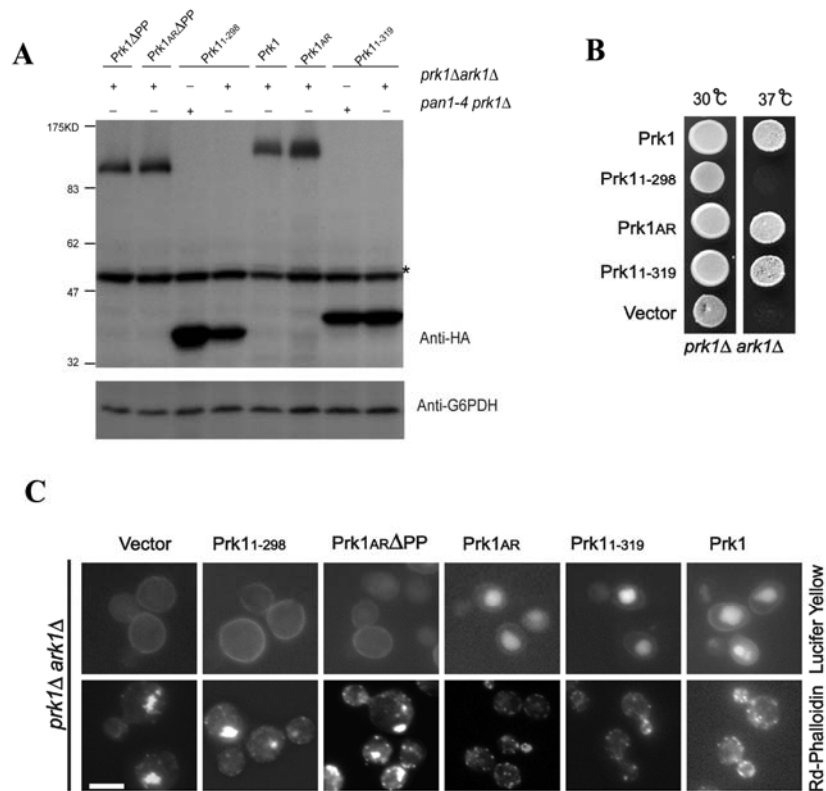 A
Prk1ΔPP
Prk1ARΔPP
Prk11-298
Prk1
Prk1AR
Prk11-319
+ + – + + + – + prk1Δark1Δ
– – + – – – + – pan1-4 prk1Δ
175KD
83
62
47
32
*
Anti-HA
Anti-G6PDH
B
30°C 37°C
Prk1
Prk11-298
Prk1AR
Prk11-319
Vector
prk1Δ ark1Δ
C
Vector Prk11-298 Prk1ARΔPP Prk1AR Prk11-319 Prk1
prk1Δ ark1Δ
Lucifer Yellow
Rd-Phalloidin